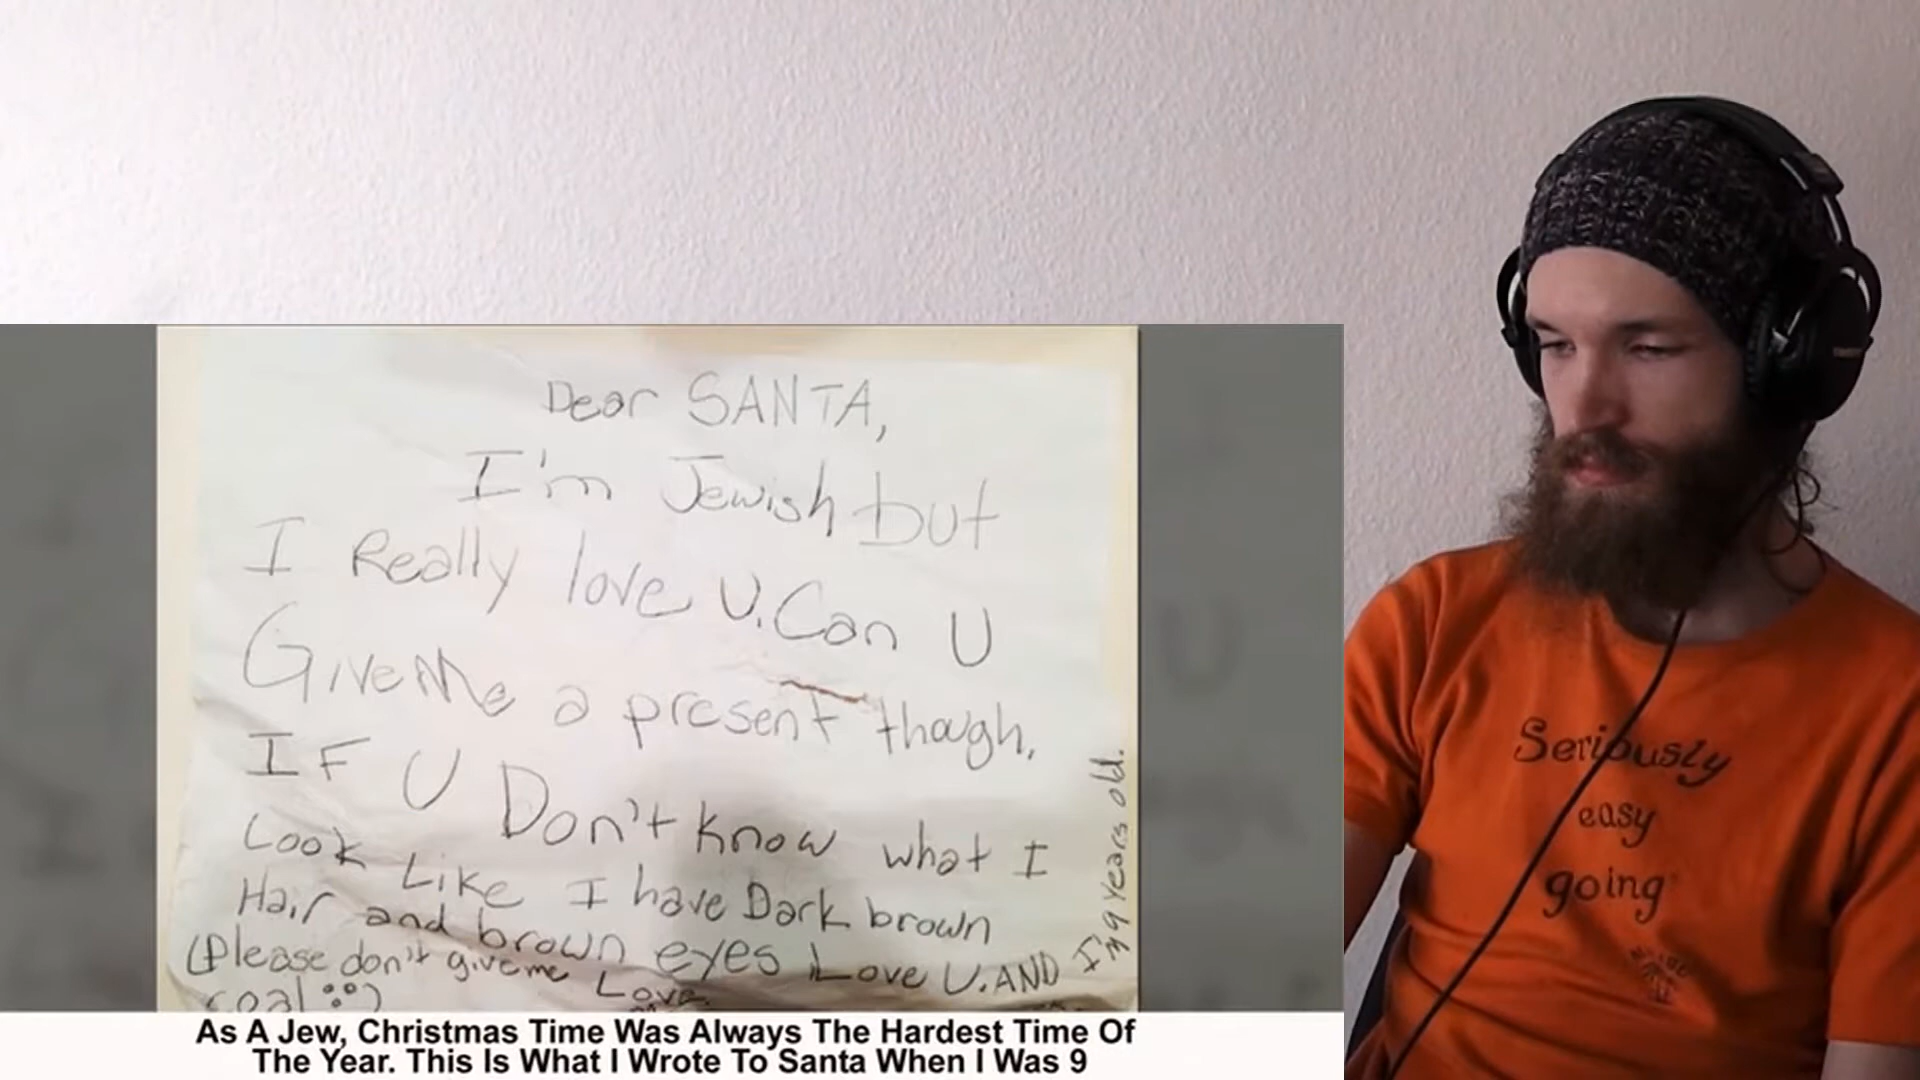 Dear SANTA,
I'm Jewish but
I Really love U. Can U
Give Me a present though.
IF U Don't know what I
Look Like I have Dark brown
Hair and brown eyes I Love U. AND
I'm 9 Years old.
(Please don't give me
coal
Love
As A Jew, Christmas Time Was Always The Hardest Time Of
The Year. This Is What I Wrote To Santa When I Was 9
Seriously
easy
going